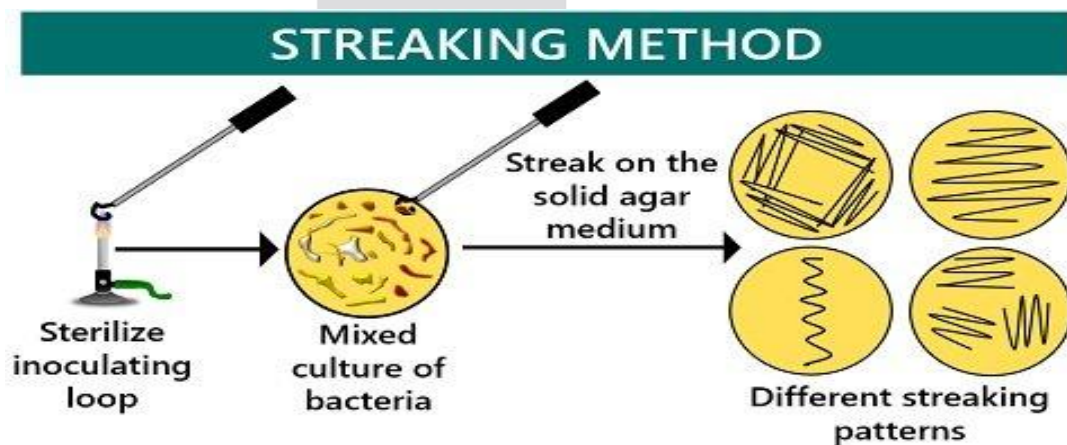 STREAKING METHOD
Streak on the
solid agar
medium
Sterilize
inoculating
loop
Mixed
culture of
bacteria
Different streaking
patterns